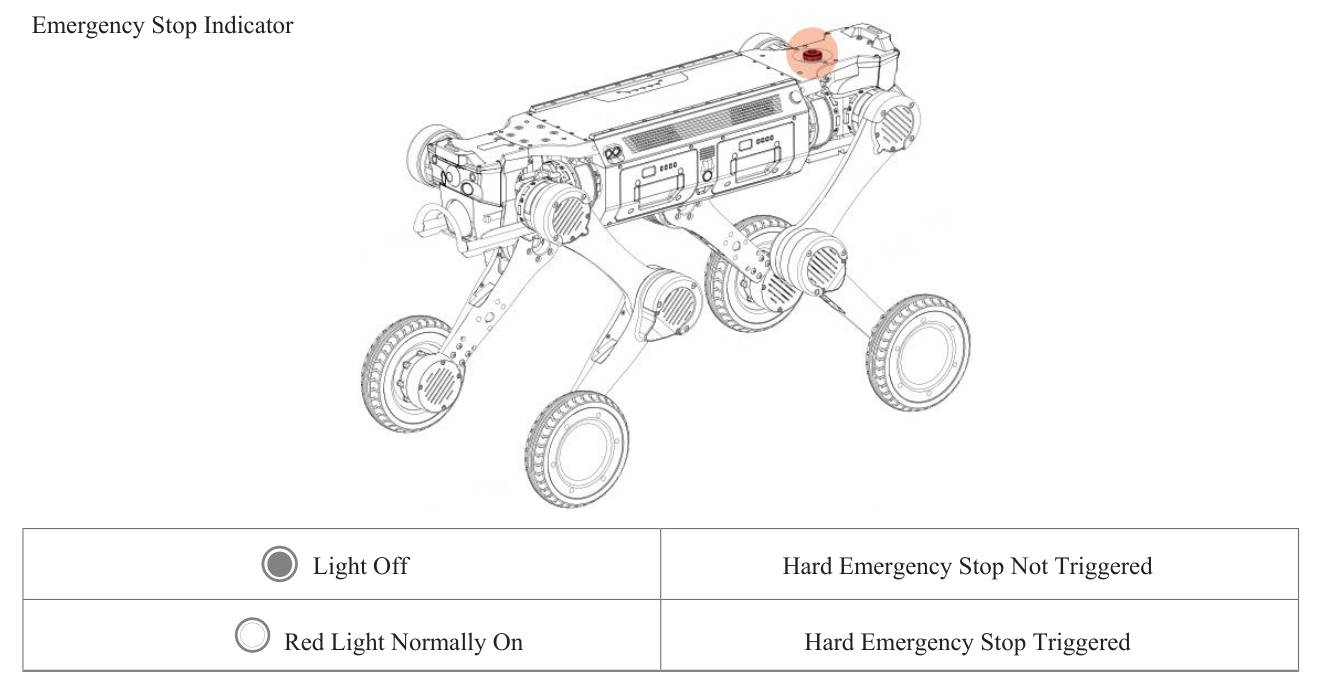 Emergency Stop Indicator
Light Off
Hard Emergency Stop Not Triggered
Red Light Normally On
Hard Emergency Stop Triggered